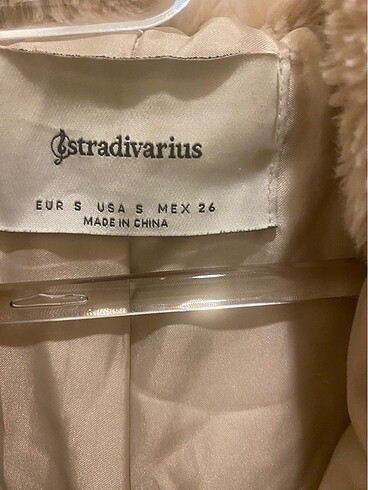 stradivarius
EUR S USA S MEX 26
MADE IN CHINA